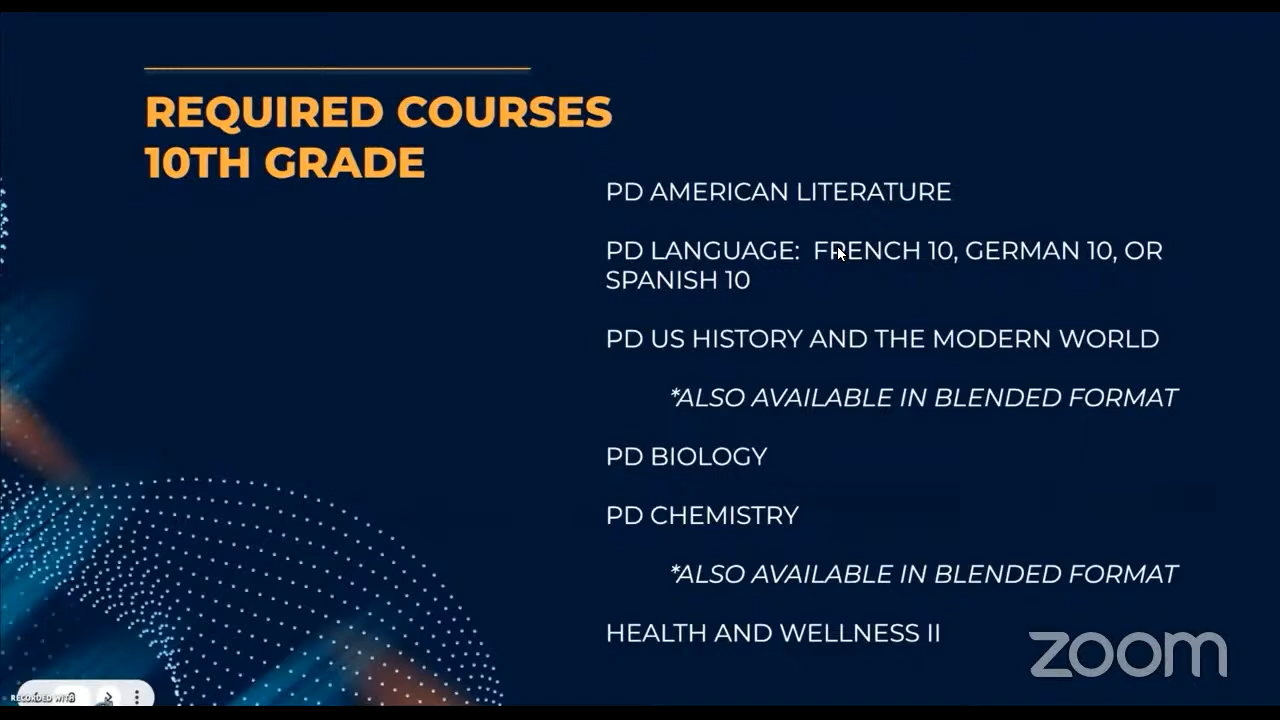 REQUIRED COURSES
10TH GRADE
PD AMERICAN LITERATURE
PD LANGUAGE:  FRENCH 10, GERMAN 10, OR
SPANISH 10
PD US HISTORY AND THE MODERN WORLD
*ALSO AVAILABLE IN BLENDED FORMAT
PD BIOLOGY
PD CHEMISTRY
*ALSO AVAILABLE IN BLENDED FORMAT
HEALTH AND WELLNESS II
zoom
RECORDED WITH